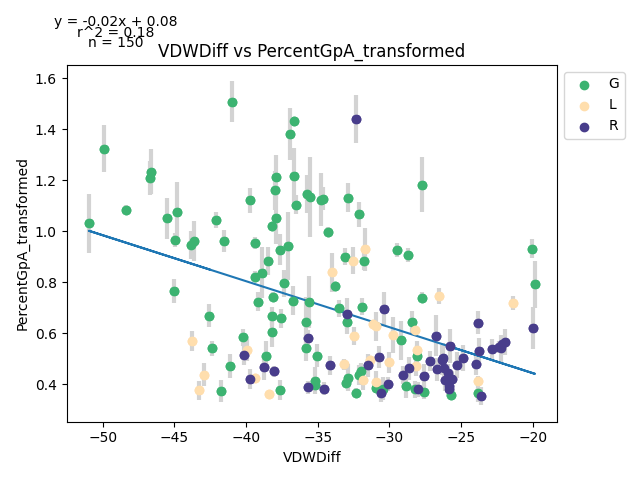 y = -0.02x + 0.08
r^2 = 0.18
n = 150
VDWDiff vs PercentGpA_transformed
1.6
1.4
1.2
1.0
0.8
0.6
0.4
PercentGpA_transformed
−50
−45
−40
−35
−30
−25
−20
VDWDiff
G
L
R